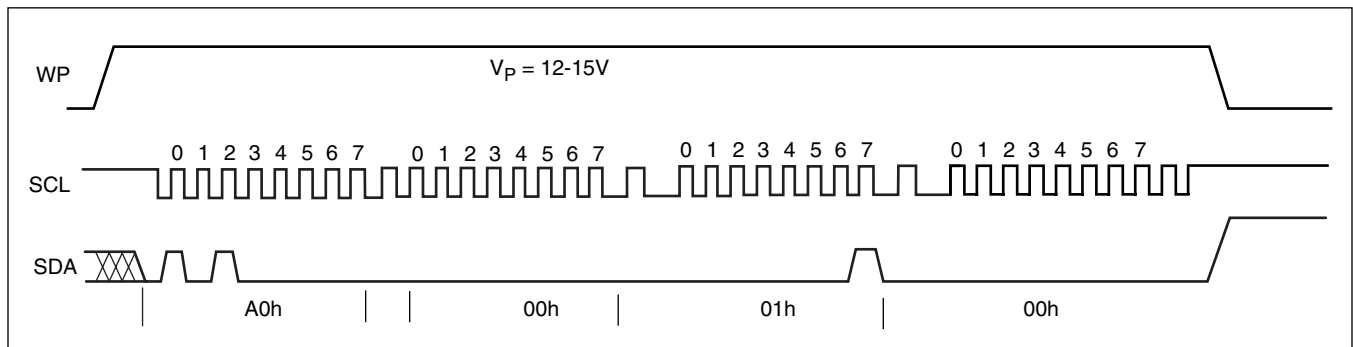 WP
V_P = 12-15V
0 1 2 3 4 5 6 7 0 1 2 3 4 5 6 7 0 1 2 3 4 5 6 7 0 1 2 3 4 5 6 7
SCL
SDA
A0h 00h 01h 00h